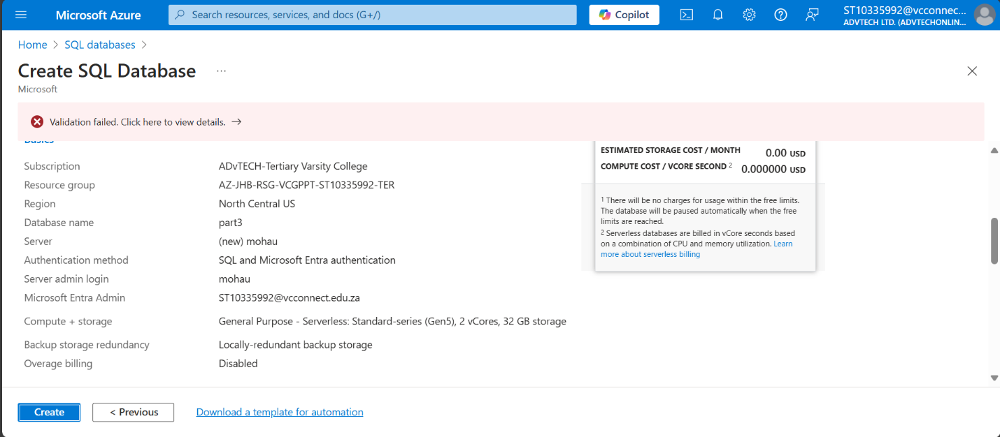 Microsoft Azure
Search resources, services, and docs (G+/)
Copilot
ST10335992@vcconnec...
ADVTECH LTD. (ADVTECHONLIN...
Home > SQL databases >
Create SQL Database ...
Microsoft
Validation failed. Click here to view details. →
Basics
Subscription ADvTECH-Tertiary Varsity College
Resource group AZ-JHB-RSG-VCGPPT-ST10335992-TER
Region North Central US
Database name part3
Server (new) mohau
Authentication method SQL and Microsoft Entra authentication
Server admin login mohau
Microsoft Entra Admin ST10335992@vcconnect.edu.za
Compute + storage General Purpose - Serverless: Standard-series (Gen5), 2 vCores, 32 GB storage
Backup storage redundancy Locally-redundant backup storage
Overage billing Disabled
ESTIMATED STORAGE COST / MONTH 0.00 USD
COMPUTE COST / VCORE SECOND 2 0.000000 USD
1 There will be no charges for usage within the free limits.
The database will be paused automatically when the free
limits are reached.
2 Serverless databases are billed in vCore seconds based
on a combination of CPU and memory utilization. Learn
more about serverless billing
Create
< Previous
Download a template for automation